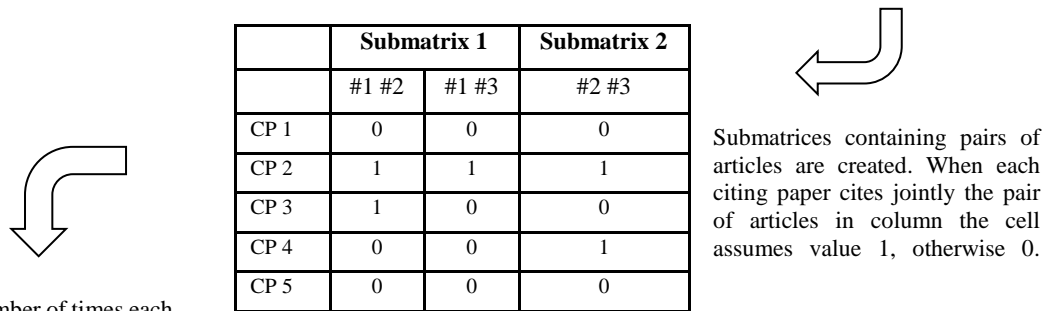 Submatrix 1 Submatrix 2
#1 #2 #1 #3 #2 #3
CP 1 0 0 0
CP 2 1 1 1
CP 3 1 0 0
CP 4 0 0 1
CP 5 0 0 0
Submatrices containing pairs of
articles are created. When each
citing paper cites jointly the pair
of articles in column the cell
assumes value 1, otherwise 0.
of times each